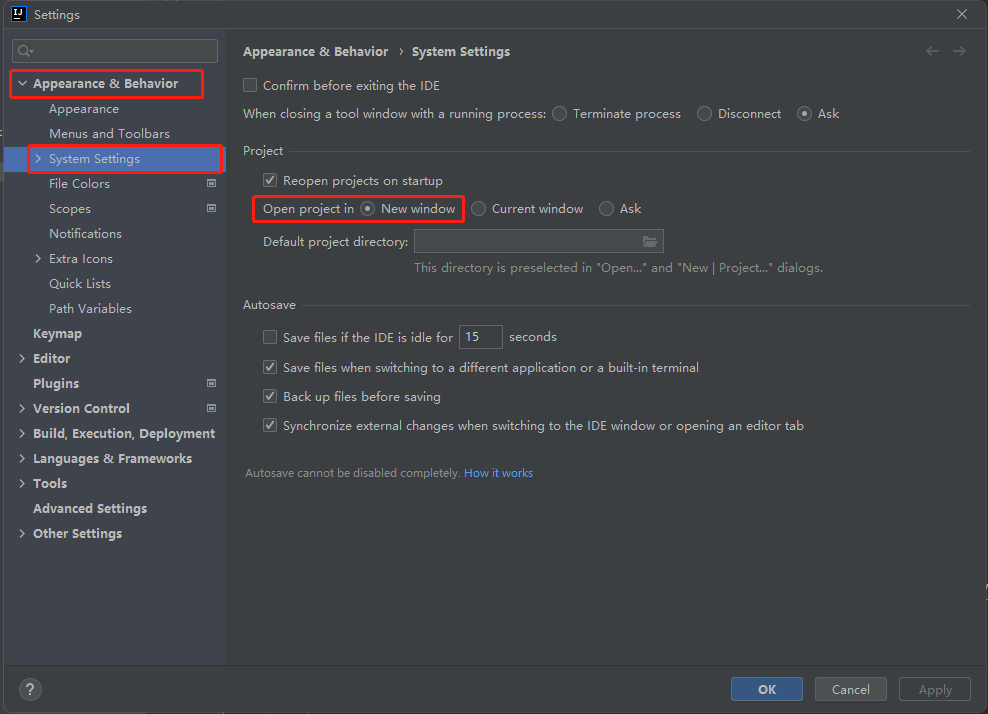 IJ Settings
Appearance & Behavior
Appearance
Menus and Toolbars
System Settings
File Colors
Scopes
Notifications
Extra Icons
Quick Lists
Path Variables
Keymap
Editor
Plugins
Version Control
Build, Execution, Deployment
Languages & Frameworks
Tools
Advanced Settings
Other Settings
Appearance & Behavior › System Settings
Confirm before exiting the IDE
When closing a tool window with a running process: Terminate process Disconnect Ask
Project
Reopen projects on startup
Open project in New window Current window Ask
Default project directory:
This directory is preselected in "Open..." and "New | Project..." dialogs.
Autosave
Save files if the IDE is idle for 15 seconds
Save files when switching to a different application or a built-in terminal
Back up files before saving
Synchronize external changes when switching to the IDE window or opening an editor tab
Autosave cannot be disabled completely. How it works
? OK Cancel Apply